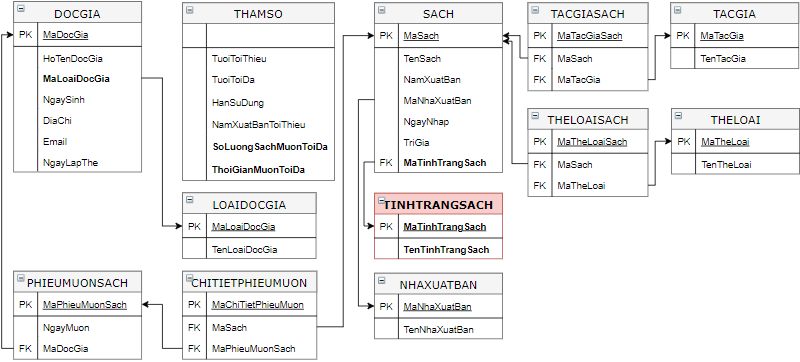 DOCGIA
PK MaDocGia
HoTenDocGia
MaLoaiDocGia
NgaySinh
DiaChi
Email
NgayLapThe
THAMSO
TuoiToiThieu
TuoiToiDa
HanSuDung
NamXuatBanToiThieu
SoLuongSachMuonToiDa
ThoiGianMuonToiDa
SACH
PK MaSach
TenSach
NamXuatBan
MaNhaXuatBan
NgayNhap
TriGia
FK MaTinhTrangSach
TACGIASACH
PK MaTacGiaSach
FK MaSach
FK MaTacGia
TACGIA
PK MaTacGia
TenTacGia
THELOAISACH
PK MaTheLoaiSach
FK MaSach
FK MaTheLoai
THELOAI
PK MaTheLoai
TenTheLoai
LOAIDOCGIA
PK MaLoaiDocGia
TenLoaiDocGia
TINHTRANGSACH
PK MaTinhTrangSach
TenTinhTrangSach
PHIEUMUONSACH
PK MaPhieuMuonSach
NgayMuon
FK MaDocGia
CHITIETPHIEUMUON
PK MaChiTietPhieuMuon
FK MaSach
FK MaPhieuMuonSach
NHAXUATBAN
PK MaNhaXuatBan
TenNhaXuatBan